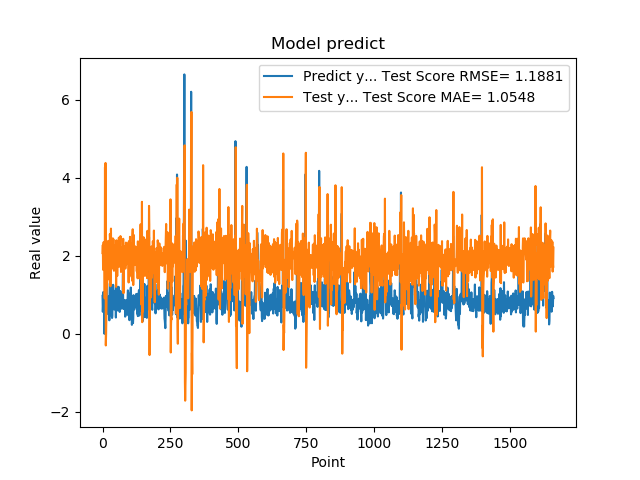 Model predict
Predict y... Test Score RMSE= 1.1881
Test y... Test Score MAE= 1.0548
6
4
2
0
−2
Real value
0 250 500 750 1000 1250 1500
Point